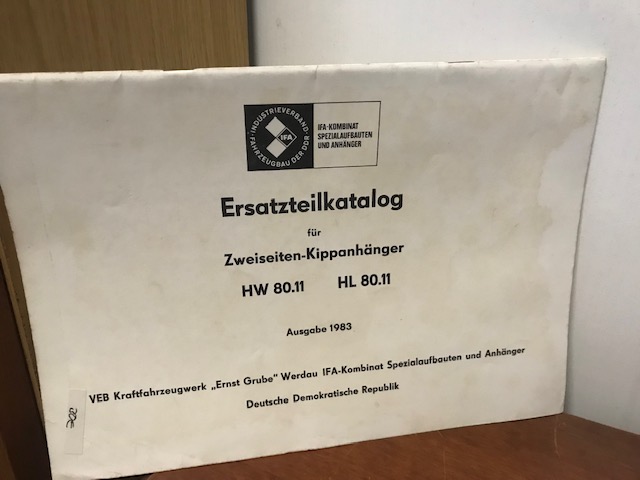 INDUSTRIEVERBAND-
FAHRZEUGBAU DER DDR
IFA
IFA-KOMBINAT
SPEZIALAUFBAUTEN
UND ANHÄNGER
Ersatzteilkatalog
für
Zweiseiten-Kippanhänger
HW 80.11 HL 80.11
Ausgabe 1983
VEB Kraftfahrzeugwerk „Ernst Grube" Werdau IFA-Kombinat Spezialaufbauten und Anhänger
Deutsche Demokratische Republik